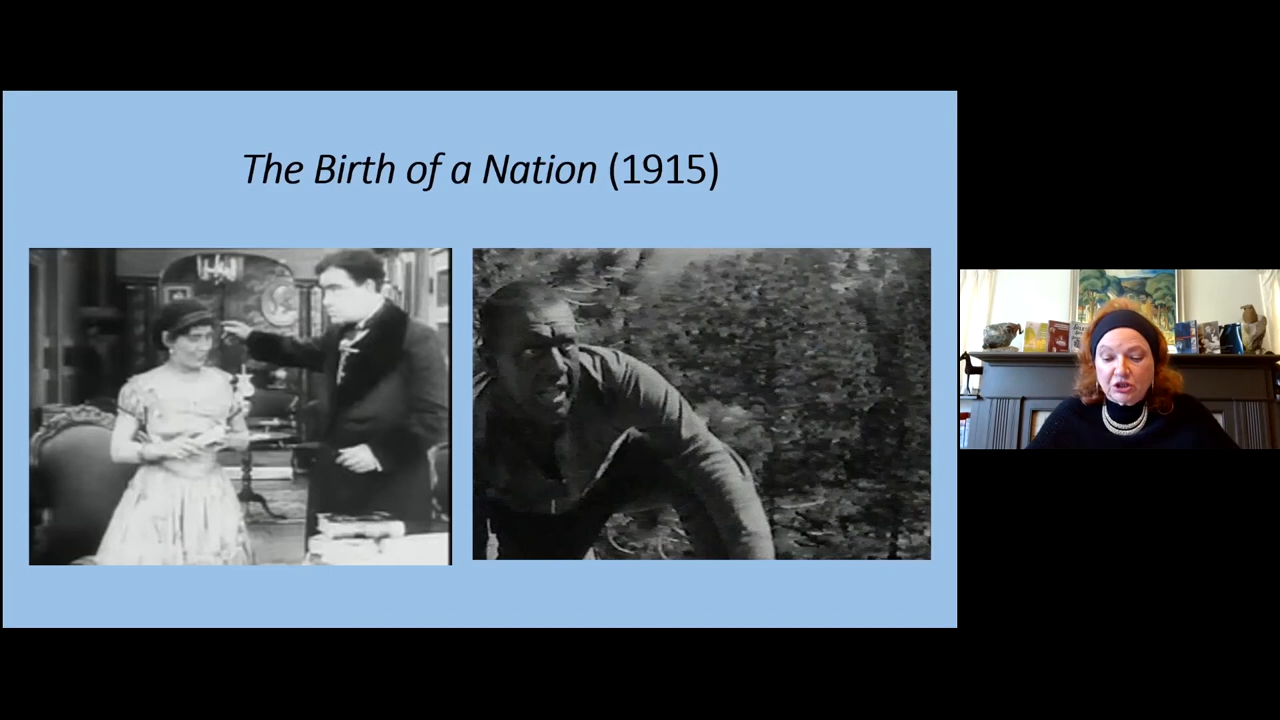 The Birth of a Nation (1915)